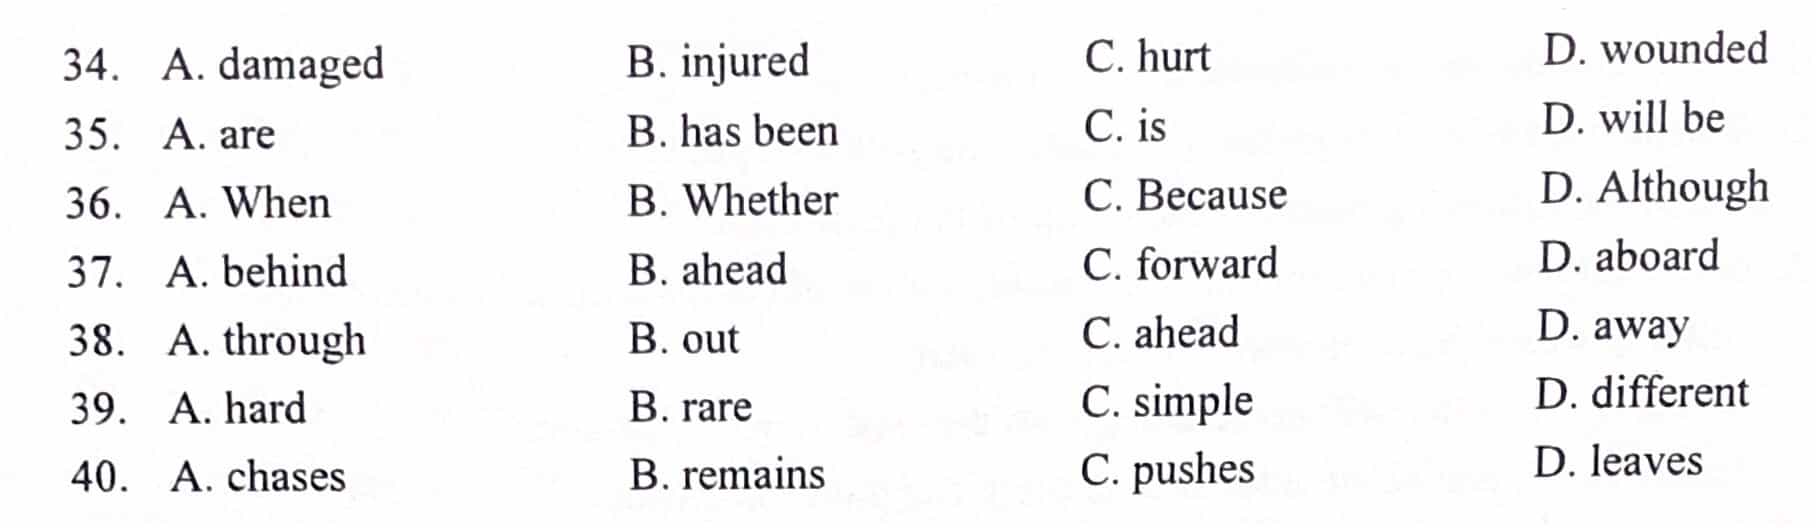 34. A. damaged B. injured C. hurt D. wounded
35. A. are B. has been C. is D. will be
36. A. When B. Whether C. Because D. Although
37. A. behind B. ahead C. forward D. aboard
38. A. through B. out C. ahead D. away
39. A. hard B. rare C. simple D. different
40. A. chases B. remains C. pushes D. leaves